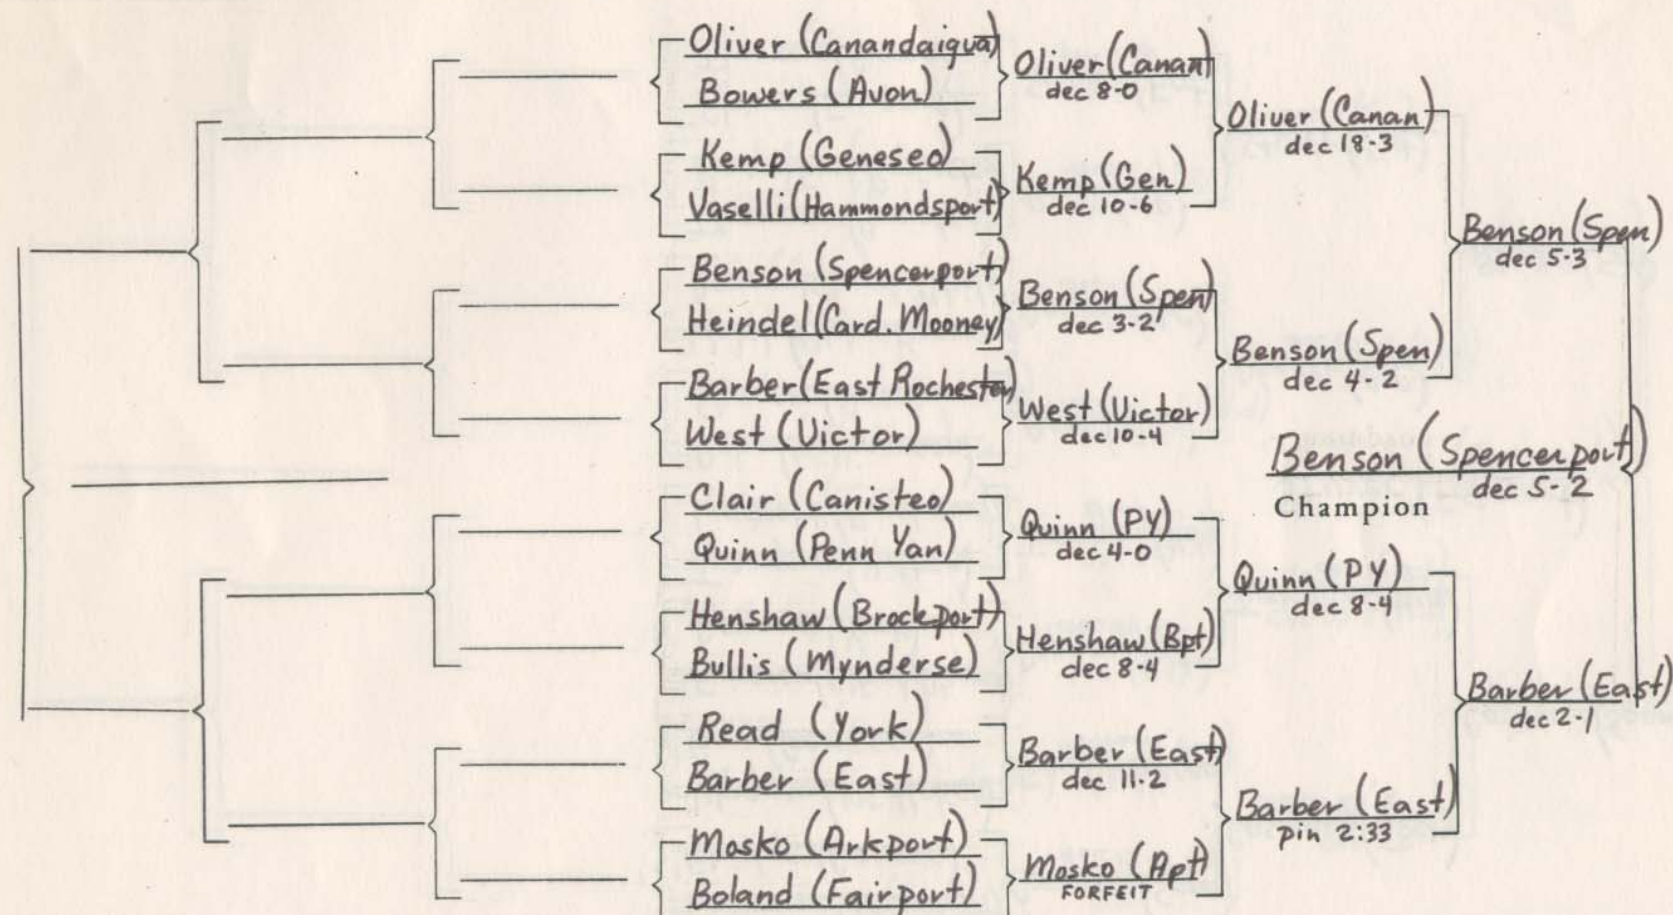 Oliver (Canandaigua)
Bowers (Avon)
Kemp (Geneseo)
Vaselli (Hammondsport)
Benson (Spencerport)
Heindel (Card. Mooney)
Barber (East Rochester)
West (Victor)
Clair (Canisteo)
Quinn (Penn Yan)
Henshaw (Brockport)
Bullis (Mynderse)
Read (York)
Barber (East)
Mosko (Arkport)
Boland (Fairport)
Oliver (Canan)
dec 8-0
Kemp (Gen)
dec 10-6
Benson (Spen)
dec 3-2
West (Victor)
dec 10-4
Quinn (PY)
dec 4-0
Henshaw (Bpt)
dec 8-4
Barber (East)
dec 11-2
Mosko (Apt)
FORFEIT
Oliver (Canan)
dec 18-3
Benson (Spen)
dec 4-2
Quinn (PY)
dec 8-4
Barber (East)
pin 2:33
Benson (Spen)
dec 5-3
Barber (East)
dec 2-1
Benson (Spencerport)
dec 5-2
Champion